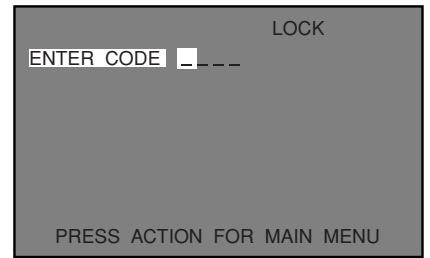 LOCK
ENTER CODE _ _ _ _
PRESS ACTION FOR MAIN MENU